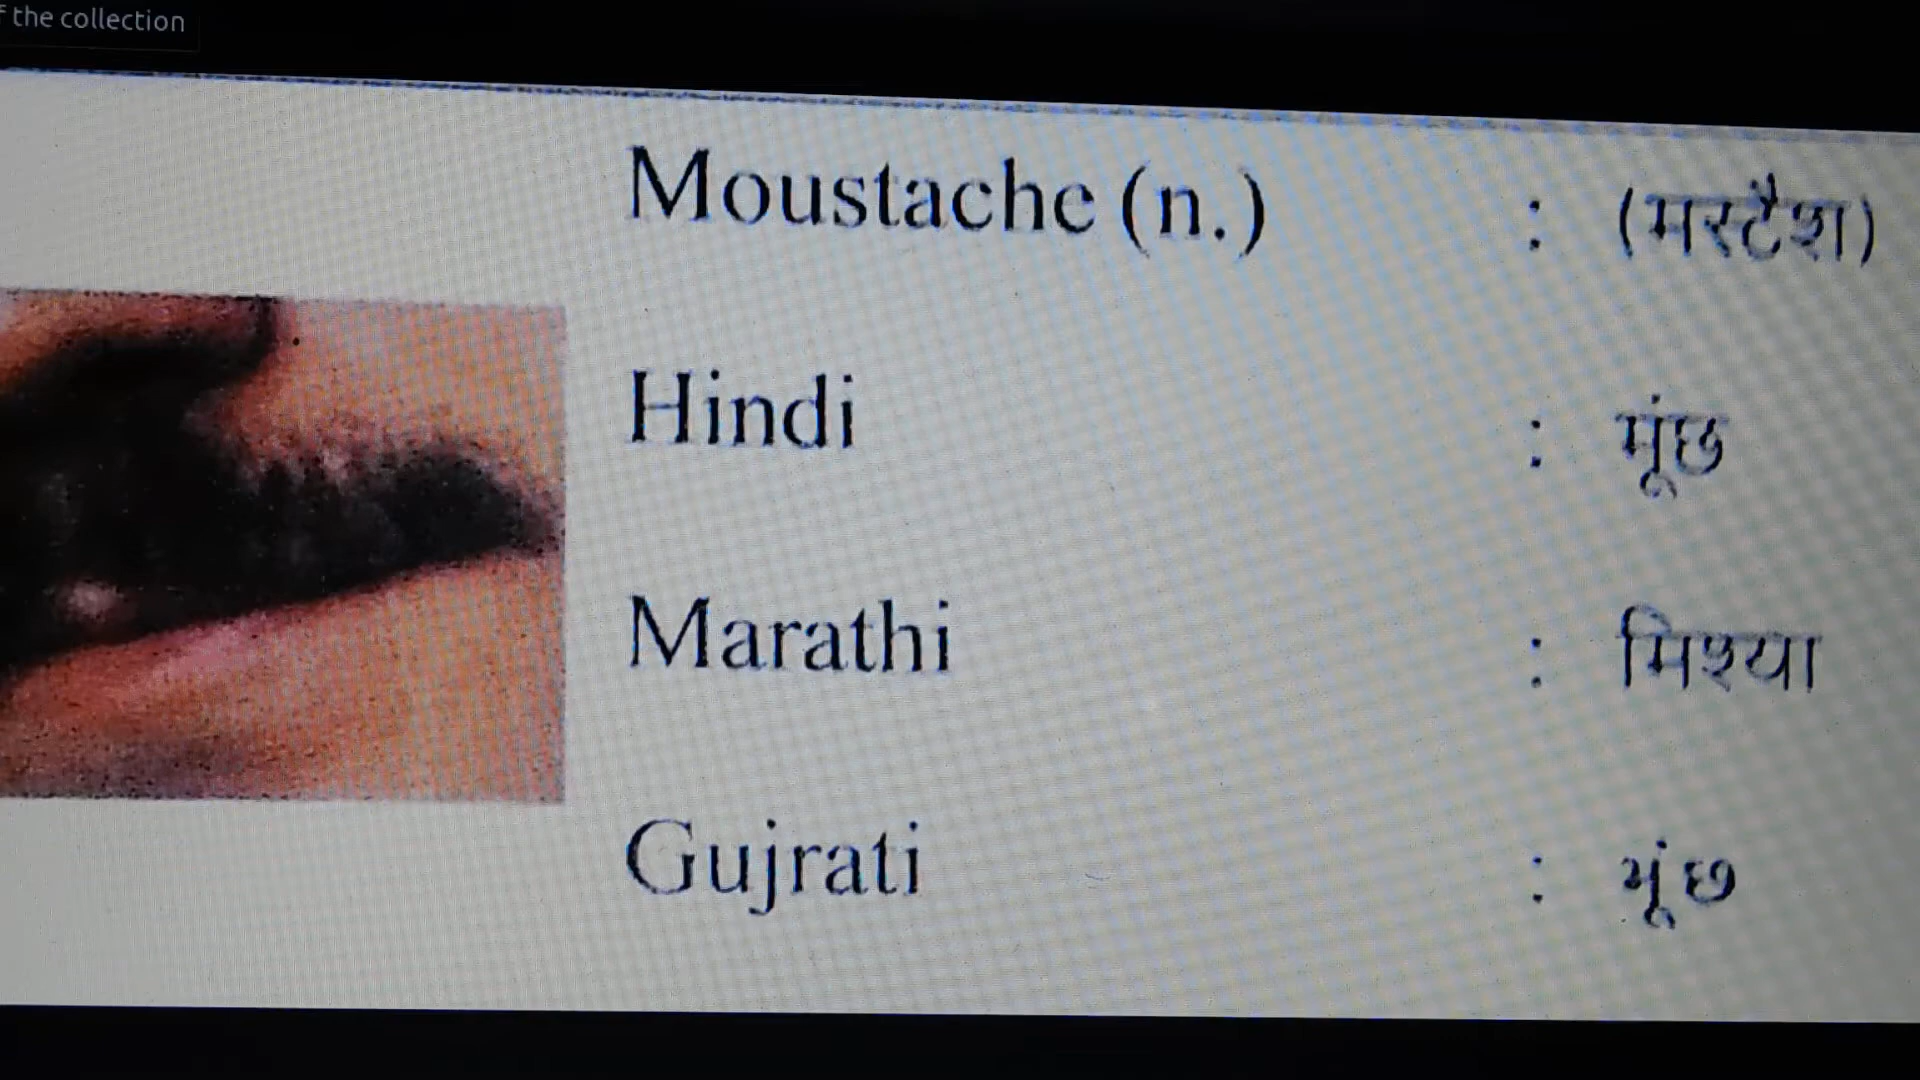 f the collection
Moustache (n.) : (मस्टैश)
Hindi : मूंछ
Marathi : मिश्या
Gujrati : મૂંછ